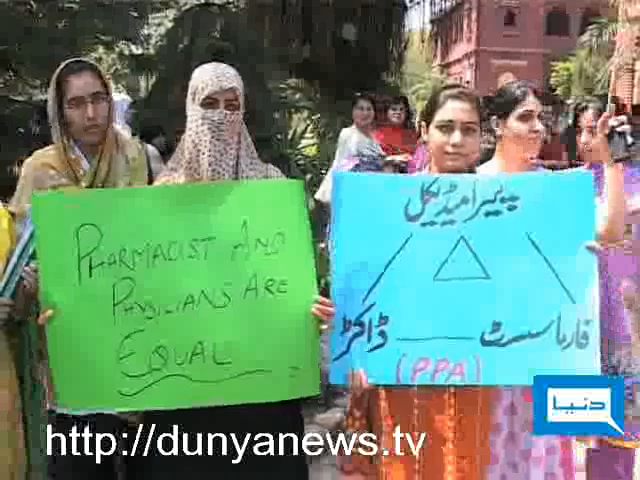 PHARMACIST AND
PHYSICIANS ARE
EQUAL
پیرامیڈیکل
ڈاکٹر
فارماسسٹ
(PPA)
دنیا
http://dunyanews.tv